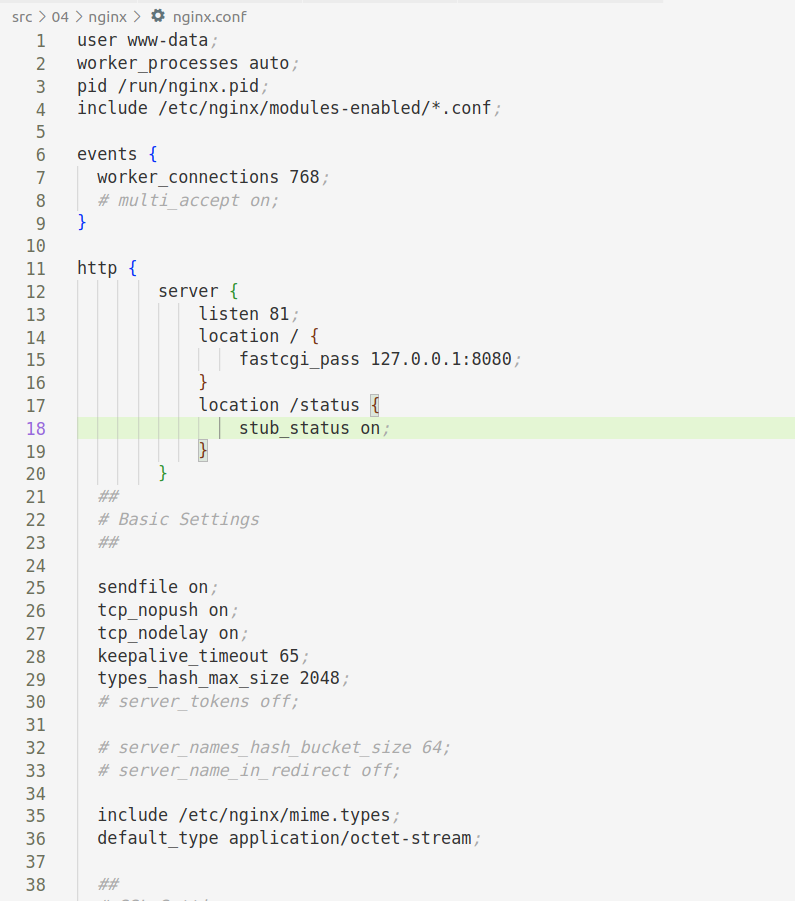 src > 04 > nginx > nginx.conf
1 user www-data;
2 worker_processes auto;
3 pid /run/nginx.pid;
4 include /etc/nginx/modules-enabled/*.conf;
5
6 events {
7 worker_connections 768;
8 # multi_accept on;
9 }
10
11 http {
12 server {
13 listen 81;
14 location / {
15 fastcgi_pass 127.0.0.1:8080;
16 }
17 location /status {
18 stub_status on;
19 }
20 }
21 ##
22 # Basic Settings
23 ##
24
25 sendfile on;
26 tcp_nopush on;
27 tcp_nodelay on;
28 keepalive_timeout 65;
29 types_hash_max_size 2048;
30 # server_tokens off;
31
32 # server_names_hash_bucket_size 64;
33 # server_name_in_redirect off;
34
35 include /etc/nginx/mime.types;
36 default_type application/octet-stream;
37
38 ##